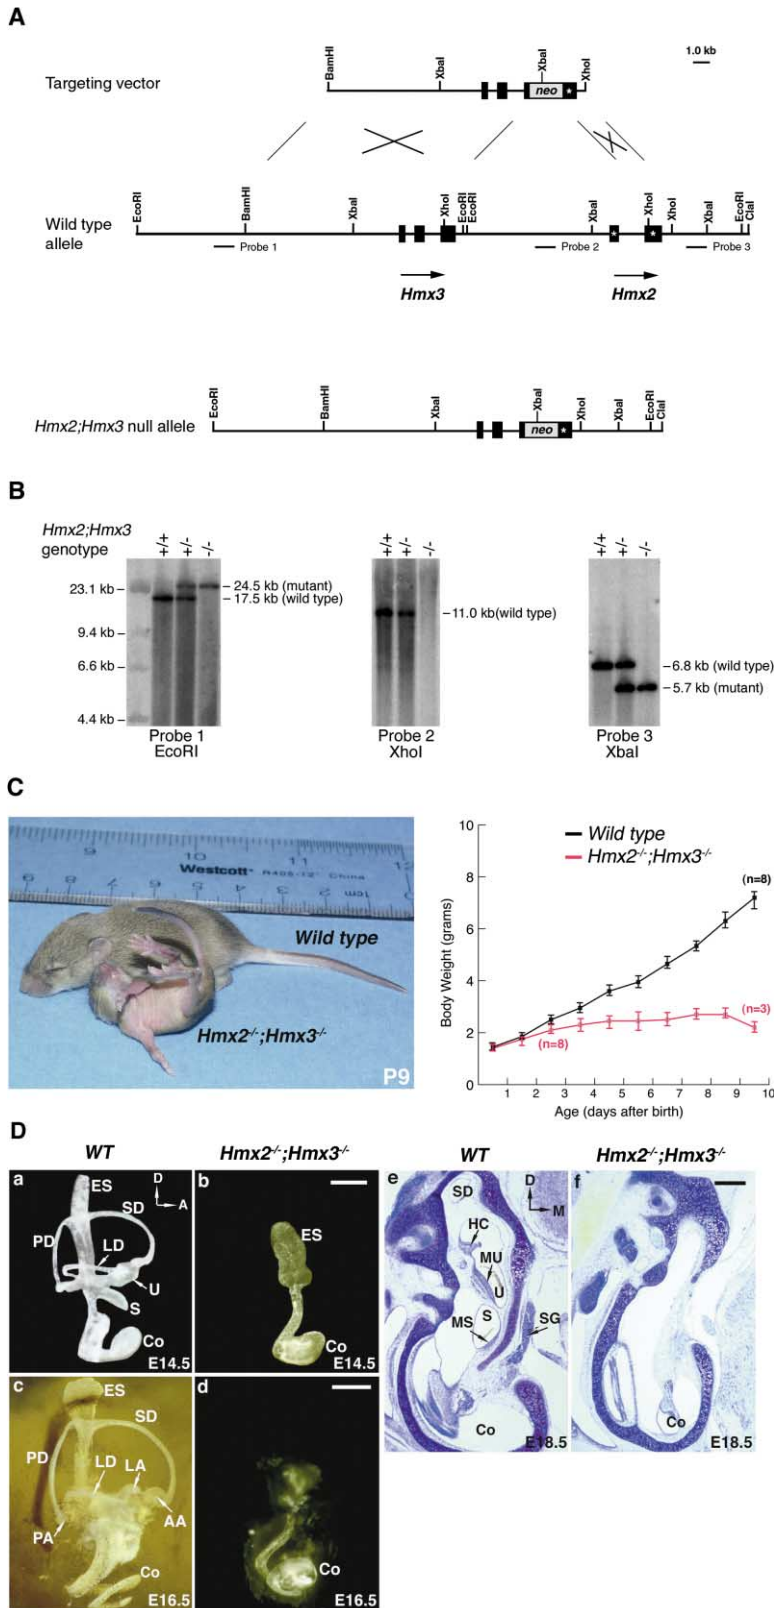 A
Targeting vector
BamHI
XbaI
XbaI
XhoI
1.0 kb
neo
Wild type
allele
EcoRI
BamHI
XbaI
XhoI
EcoRI
EcoRI
XbaI
XhoI
XhoI
XbaI
EcoRI
ClaI
Probe 1
Probe 2
Probe 3
Hmx3
Hmx2
Hmx2;Hmx3 null allele
EcoRI
BamHI
XbaI
XbaI
XhoI
XbaI
EcoRI
ClaI
neo
B
Hmx2;Hmx3
genotype
+/+ +/- -/-
23.1 kb –
9.4 kb –
6.6 kb –
4.4 kb –
– 24.5 kb (mutant)
– 17.5 kb (wild type)
Probe 1
EcoRI
+/+ +/- -/-
– 11.0 kb(wild type)
Probe 2
XhoI
+/+ +/- -/-
– 6.8 kb (wild type)
– 5.7 kb (mutant)
Probe 3
XbaI
C
9 10 11
Westcott
China
1cm
Wild type
Hmx2-/-;Hmx3-/-
P9
Wild type
Hmx2-/-;Hmx3-/-
Body Weight (grams)
10
8
6
4
2
0
(n=8)
(n=8)
(n=3)
1 2 3 4 5 6 7 8 9 10
Age (days after birth)
D
WT
Hmx2-/-;Hmx3-/-
WT
Hmx2-/-;Hmx3-/-
a
ES
D
A
SD
PD
LD
U
S
Co
E14.5
b
ES
Co
E14.5
c
ES
SD
PD
LD
LA
PA
AA
Co
E16.5
d
Co
E16.5
e
D
M
SD
HC
MU
U
S
MS
SG
Co
E18.5
f
Co
E18.5